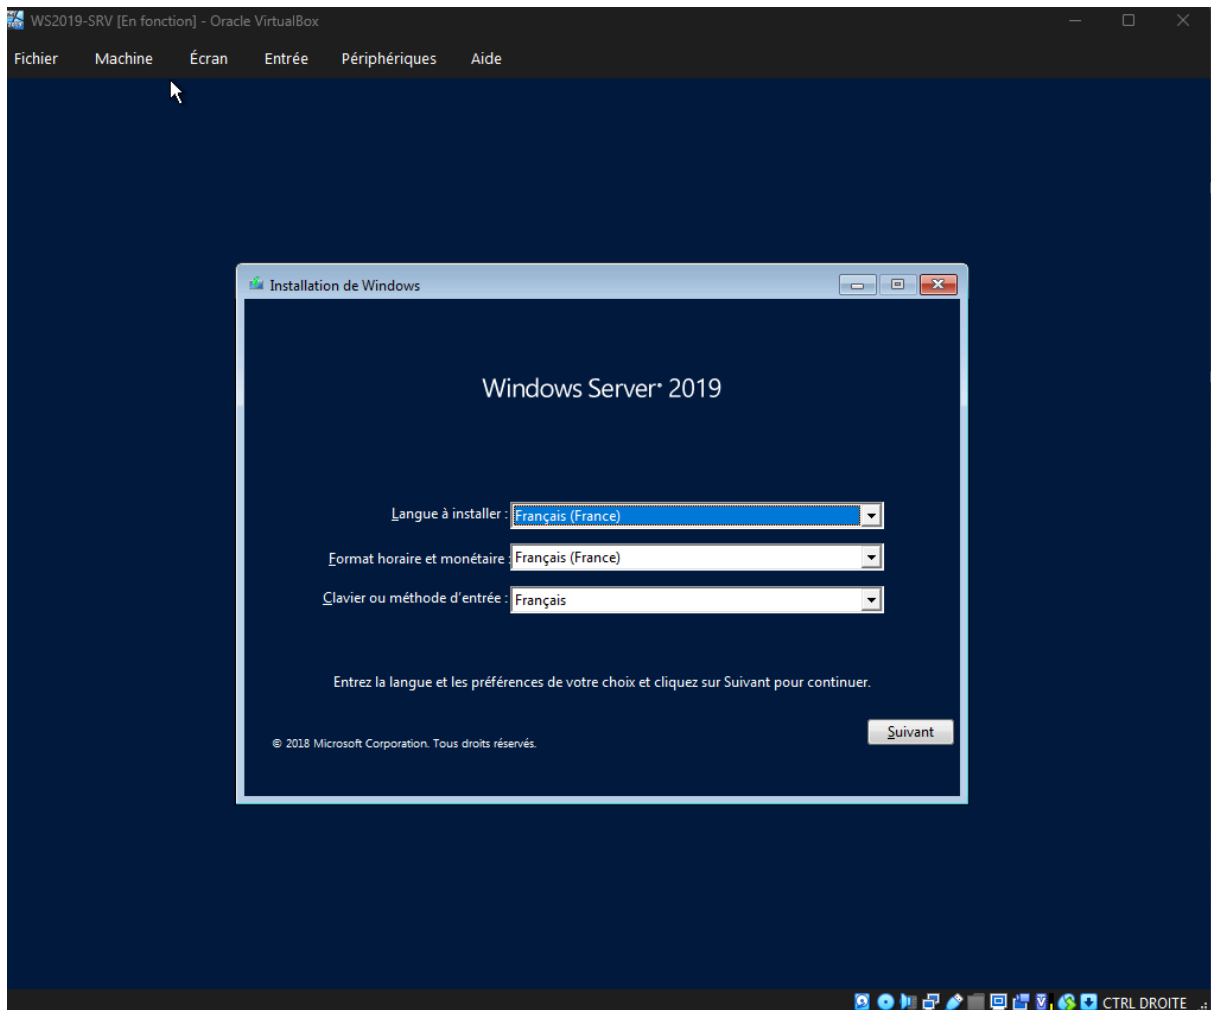 WS2019-SRV [En fonction] - Oracle VirtualBox
Fichier Machine Écran Entrée Périphériques Aide
Installation de Windows
Windows Server® 2019
Langue à installer : Français (France)
Format horaire et monétaire : Français (France)
Clavier ou méthode d'entrée : Français
Entrez la langue et les préférences de votre choix et cliquez sur Suivant pour continuer.
Suivant
© 2018 Microsoft Corporation. Tous droits réservés.
CTRL DROITE